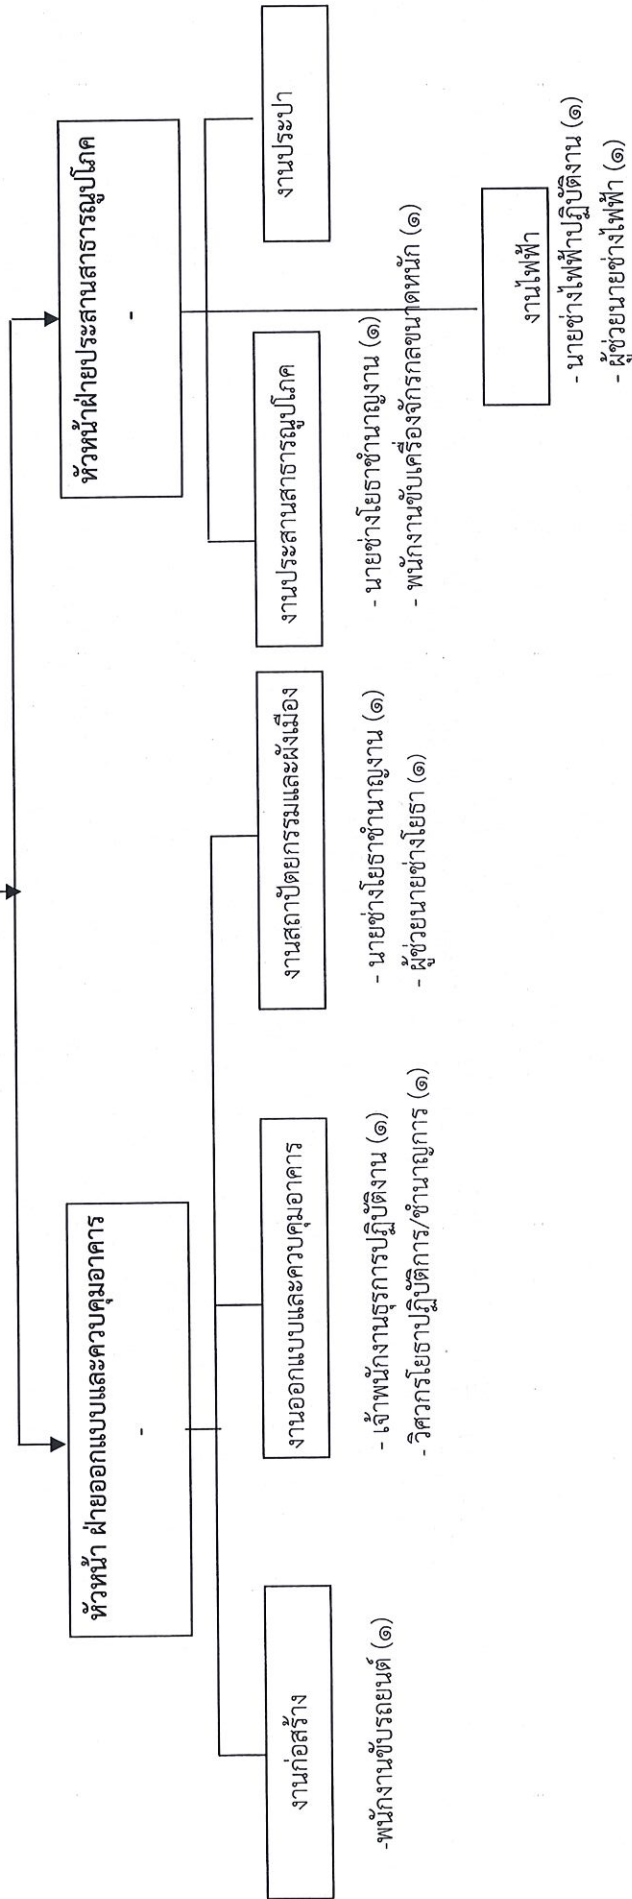 หัวหน้า ฝ่ายออกแบบและควบคุมอาคาร
-
หัวหน้าฝ่ายประสานสาธารณูปโภค
-
งานก่อสร้าง
-พนักงานขับรถยนต์ (๑)
งานออกแบบและควบคุมอาคาร
- เจ้าพนักงานธุรการปฏิบัติงาน (๑)
- วิศวกรโยธาปฏิบัติการ/ชำนาญการ (๑)
งานสถาปัตยกรรมและผังเมือง
- นายช่างโยธาชำนาญงาน (๑)
- ผู้ช่วยนายช่างโยธา (๑)
งานประสานสาธารณูปโภค
- นายช่างโยธาชำนาญงาน (๑)
- พนักงานขับเครื่องจักรกลขนาดหนัก (๑)
งานประปา
งานไฟฟ้า
- นายช่างไฟฟ้าปฏิบัติงาน (๑)
- ผู้ช่วยนายช่างไฟฟ้า (๑)